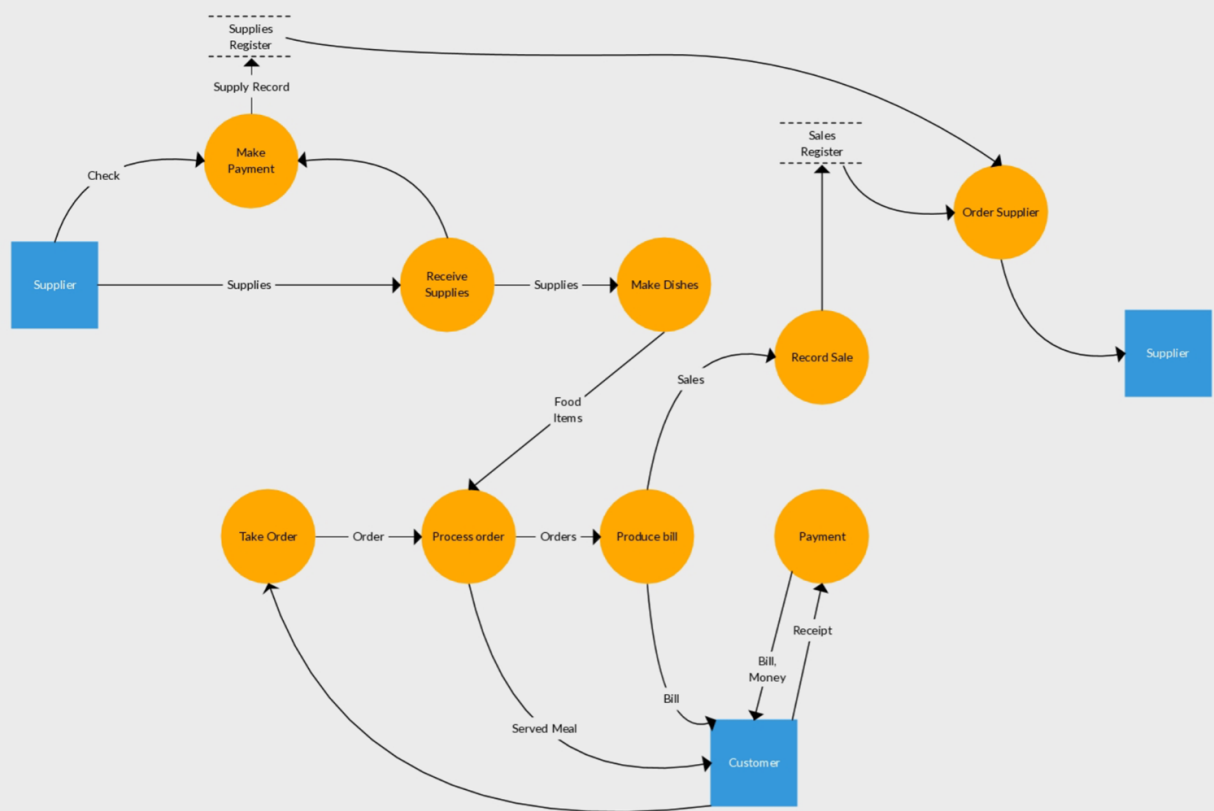 Supplies
Register
Supply Record
Make
Payment
Check
Sales
Register
Order Supplier
Supplier
Supplies
Receive
Supplies
Supplies
Make Dishes
Record Sale
Supplier
Sales
Food
Items
Take Order
Order
Process order
Orders
Produce bill
Payment
Receipt
Bill,
Money
Bill
Served Meal
Customer